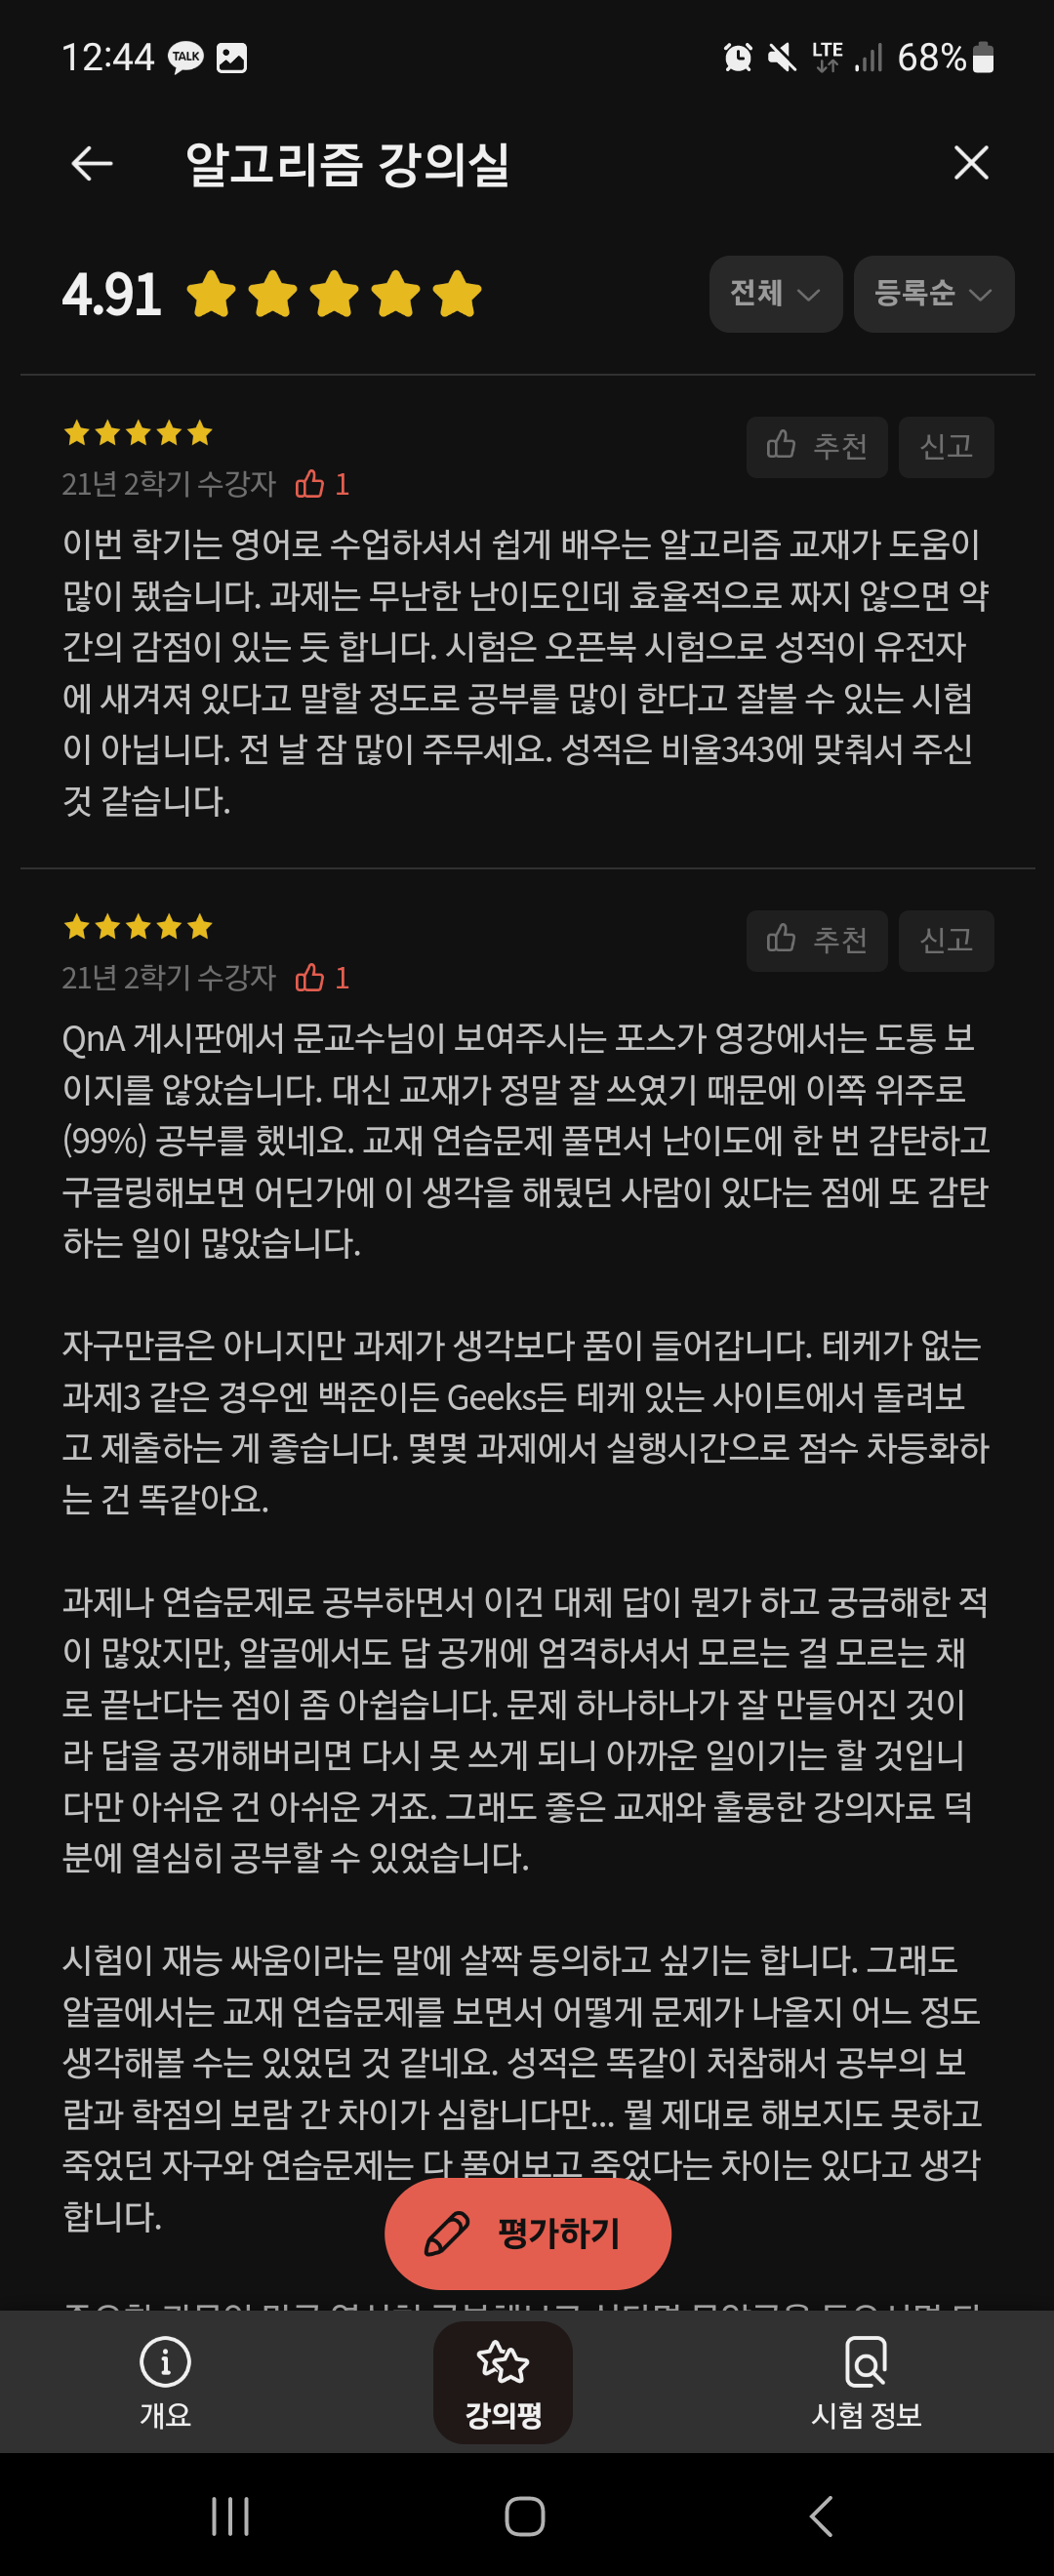 12:44
TALK
LTE
68%
알고리즘 강의실
4.91
전체
등록순
추천
신고
21년 2학기 수강자
1
이번 학기는 영어로 수업하셔서 쉽게 배우는 알고리즘 교재가 도움이
많이 됐습니다. 과제는 무난한 난이도인데 효율적으로 짜지 않으면 약
간의 감점이 있는 듯 합니다. 시험은 오픈북 시험으로 성적이 유전자
에 새겨져 있다고 말할 정도로 공부를 많이 한다고 잘볼 수 있는 시험
이 아닙니다. 전 날 잠 많이 주무세요. 성적은 비율343에 맞춰서 주신
것 같습니다.
추천
신고
21년 2학기 수강자
1
QnA 게시판에서 문교수님이 보여주시는 포스가 영강에서는 도통 보
이지를 않았습니다. 대신 교재가 정말 잘 쓰였기 때문에 이쪽 위주로
(99%) 공부를 했네요. 교재 연습문제 풀면서 난이도에 한 번 감탄하고
구글링해보면 어딘가에 이 생각을 해뒀던 사람이 있다는 점에 또 감탄
하는 일이 많았습니다.
자구만큼은 아니지만 과제가 생각보다 품이 들어갑니다. 테케가 없는
과제3 같은 경우엔 백준이든 Geeks든 테케 있는 사이트에서 돌려보
고 제출하는 게 좋습니다. 몇몇 과제에서 실행시간으로 점수 차등화하
는 건 똑같아요.
과제나 연습문제로 공부하면서 이건 대체 답이 뭔가 하고 궁금해한 적
이 많았지만, 알골에서도 답 공개에 엄격하셔서 모르는 걸 모르는 채
로 끝난다는 점이 좀 아쉽습니다. 문제 하나하나가 잘 만들어진 것이
라 답을 공개해버리면 다시 못 쓰게 되니 아까운 일이기는 할 것입니
다만 아쉬운 건 아쉬운 거죠. 그래도 좋은 교재와 훌륭한 강의자료 덕
분에 열심히 공부할 수 있었습니다.
시험이 재능 싸움이라는 말에 살짝 동의하고 싶기는 합니다. 그래도
알골에서는 교재 연습문제를 보면서 어떻게 문제가 나올지 어느 정도
생각해볼 수는 있었던 것 같네요. 성적은 똑같이 처참해서 공부의 보
람과 학점의 보람 간 차이가 심합니다만... 뭘 제대로 해보지도 못하고
죽었던 자구와 연습문제는 다 풀어보고 죽었다는 차이는 있다고 생각
합니다.
평가하기
개요
강의평
시험 정보